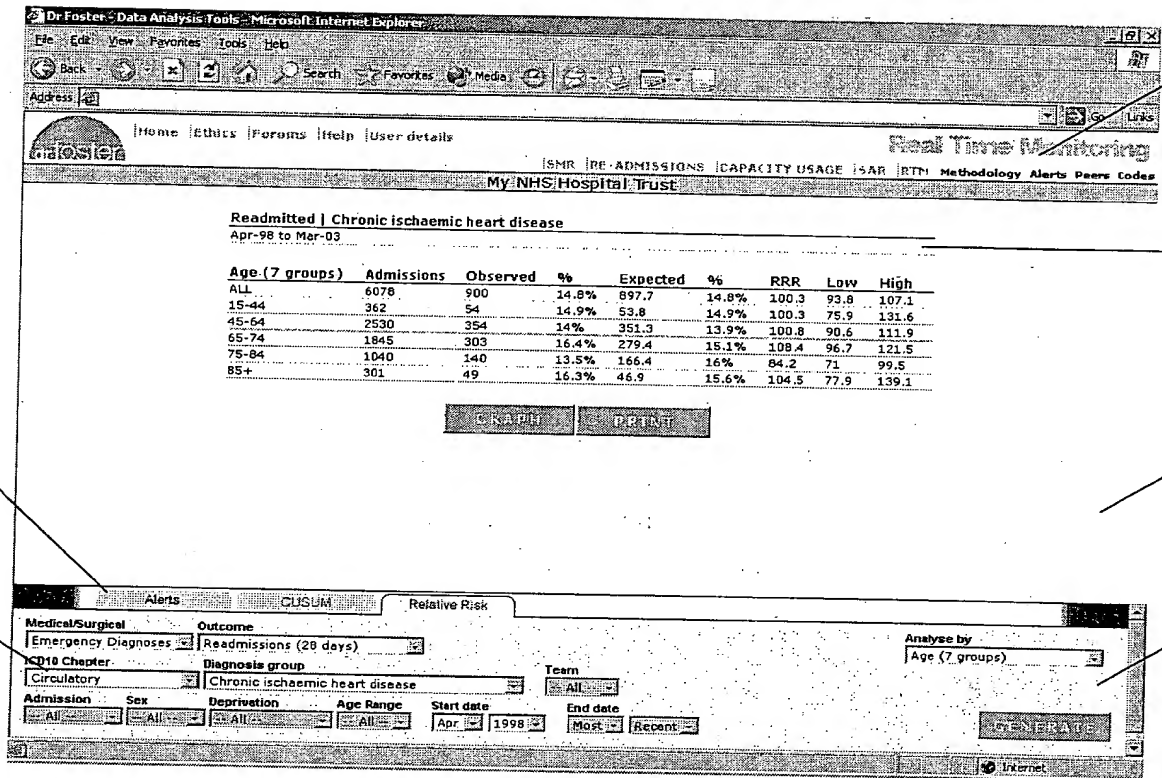 Dr Foster - Data Analysis Tools - Microsoft Internet Explorer
File Edit View Favorites Tools Help
Back Search Favorites Media
Address Go Links
Home |Ethics |Forums |Help |User details
Real Time Monitoring
|SMR |RE-ADMISSIONS |CAPACITY USAGE |SAR |RTM Methodology Alerts Peers Codes
My NHS Hospital Trust
Readmitted | Chronic ischaemic heart disease
Apr-98 to Mar-03
Age (7 groups) Admissions Observed % Expected % RRR Low High
ALL 6078 900 14.8% 897.7 14.8% 100.3 93.8 107.1
15-44 362 54 14.9% 53.8 14.9% 100.3 75.9 131.6
45-64 2530 354 14% 351.3 13.9% 100.8 90.6 111.9
65-74 1845 303 16.4% 279.4 15.1% 108.4 96.7 121.5
75-84 1040 140 13.5% 166.4 16% 84.2 71 99.5
85+ 301 49 16.3% 46.9 15.6% 104.5 77.9 139.1
GRAPH PRINT
Alerts CUSUM Relative Risk
Medical/Surgical Outcome
Emergency Diagnoses Readmissions (28 days)
Analyse by
Age (7 groups)
ICD10 Chapter Diagnosis group Team
Circulatory Chronic ischaemic heart disease -- All --
Admission Sex Deprivation Age Range Start date End date
-- All -- -- All -- -- All -- -- All -- Apr 1998 Most Recent
GENERATE
Internet